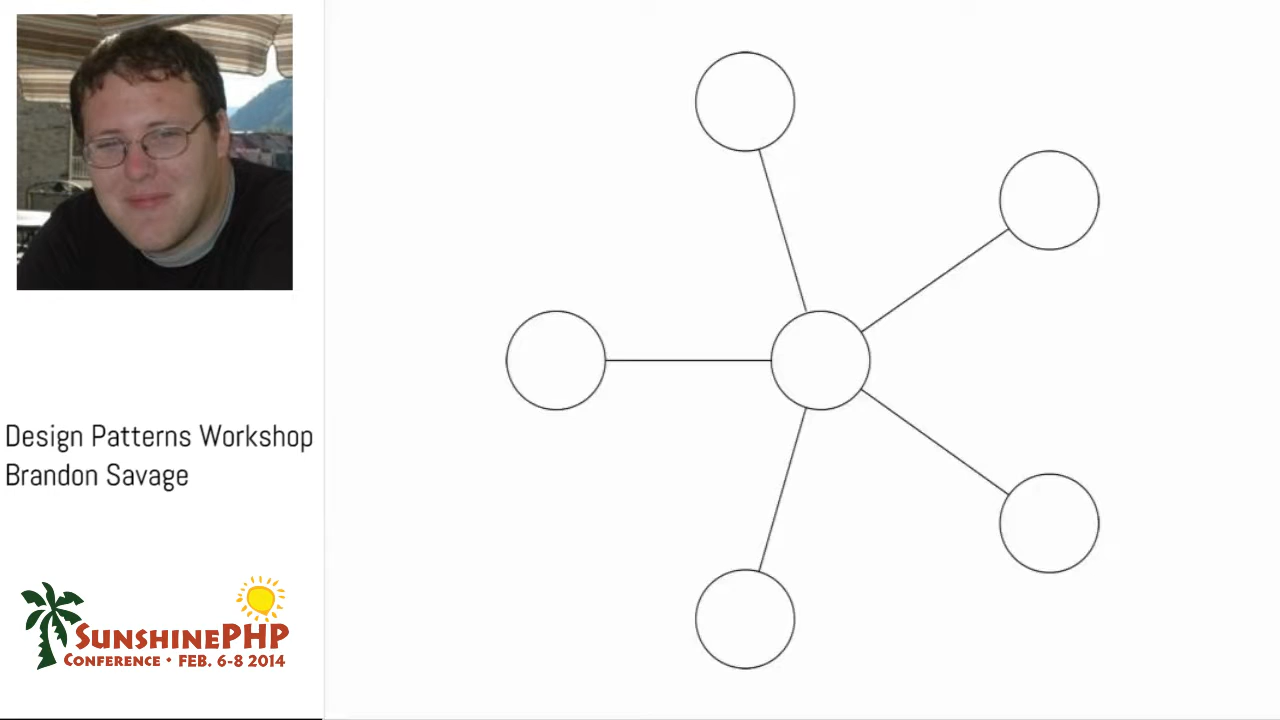 Design Patterns Workshop
Brandon Savage
SUNSHINEPHP
CONFERENCE • FEB. 6-8 2014